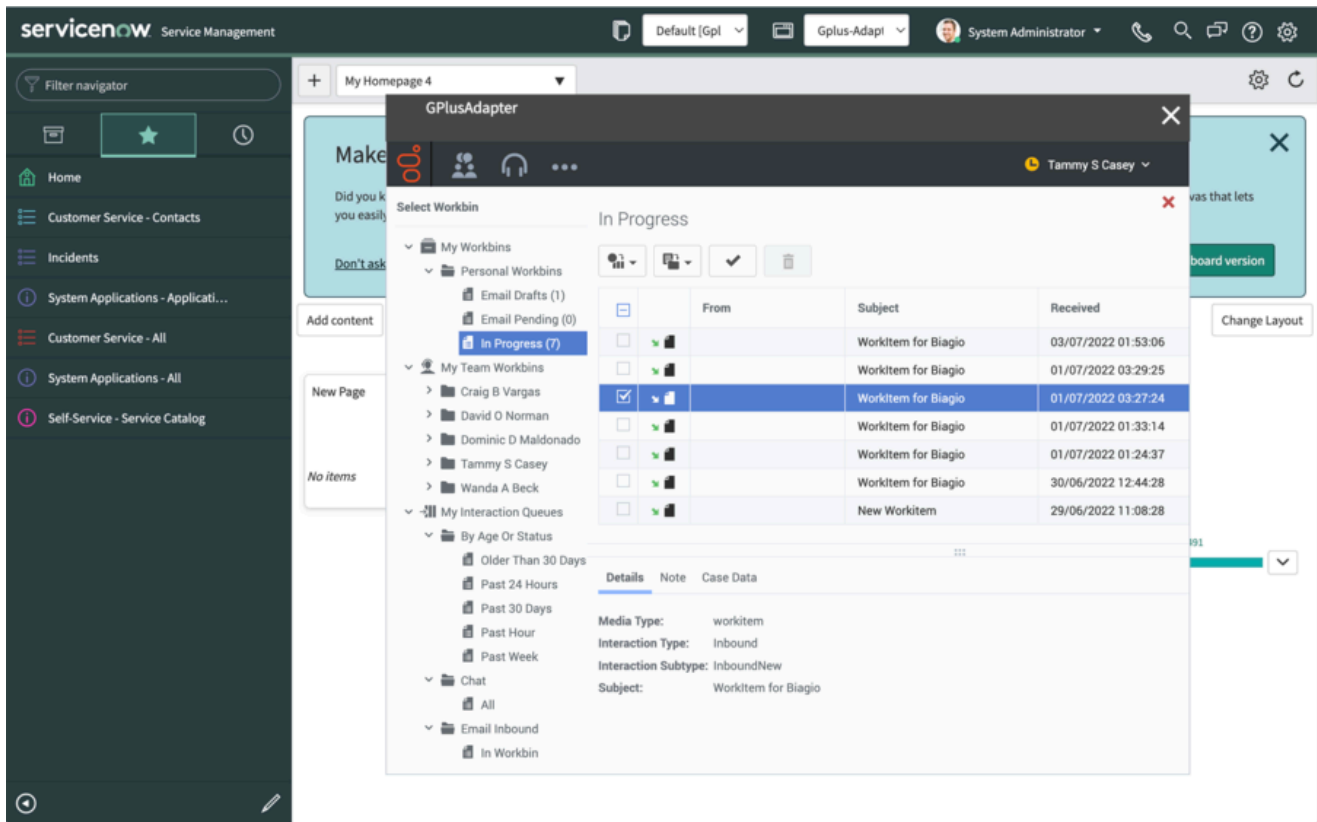 servicenow Service Management
Default [Gpl
Gplus-Adapt
System Administrator
Filter navigator
Home
Customer Service - Contacts
Incidents
System Applications - Applicati...
Customer Service - All
System Applications - All
Self-Service - Service Catalog
My Homepage 4
Make
Did you k
you easily
vas that lets
Don't ask
board version
Add content
Change Layout
New Page
No items
391
GPlusAdapter
Tammy S Casey
Select Workbin
My Workbins
Personal Workbins
Email Drafts (1)
Email Pending (0)
In Progress (7)
My Team Workbins
Craig B Vargas
David O Norman
Dominic D Maldonado
Tammy S Casey
Wanda A Beck
My Interaction Queues
By Age Or Status
Older Than 30 Days
Past 24 Hours
Past 30 Days
Past Hour
Past Week
Chat
All
Email Inbound
In Workbin
In Progress
From Subject Received
WorkItem for Biagio 03/07/2022 01:53:06
WorkItem for Biagio 01/07/2022 03:29:25
WorkItem for Biagio 01/07/2022 03:27:24
WorkItem for Biagio 01/07/2022 01:33:14
WorkItem for Biagio 01/07/2022 01:24:37
WorkItem for Biagio 30/06/2022 12:44:28
New Workitem 29/06/2022 11:08:28
Details Note Case Data
Media Type: workitem
Interaction Type: Inbound
Interaction Subtype: InboundNew
Subject: WorkItem for Biagio